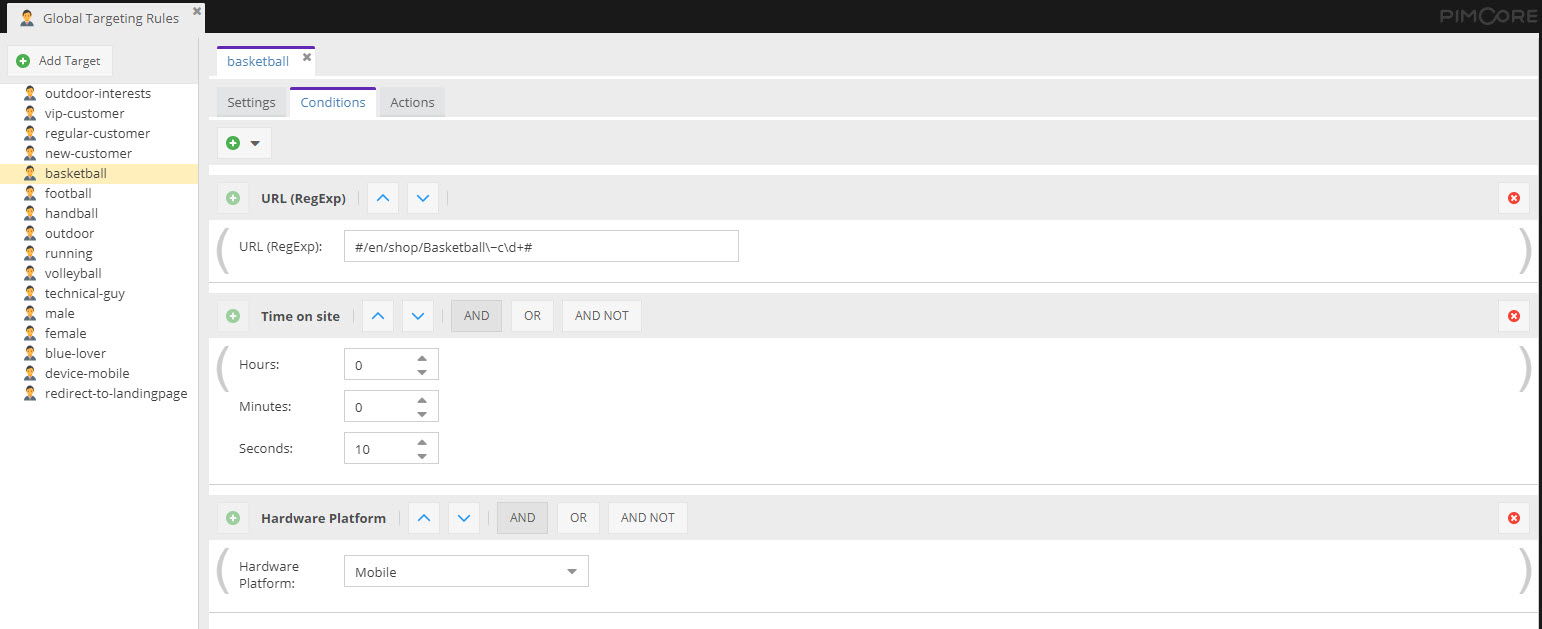 Global Targeting Rules
PIMCORE
Add Target
outdoor-interests
vip-customer
regular-customer
new-customer
basketball
football
handball
outdoor
running
volleyball
technical-guy
male
female
blue-lover
device-mobile
redirect-to-landingpage
basketball
Settings Conditions Actions
URL (RegExp)
URL (RegExp): #/en/shop/Basketball\~c\d+#
Time on site AND OR AND NOT
Hours: 0
Minutes: 0
Seconds: 10
Hardware Platform AND OR AND NOT
Hardware
Platform: Mobile